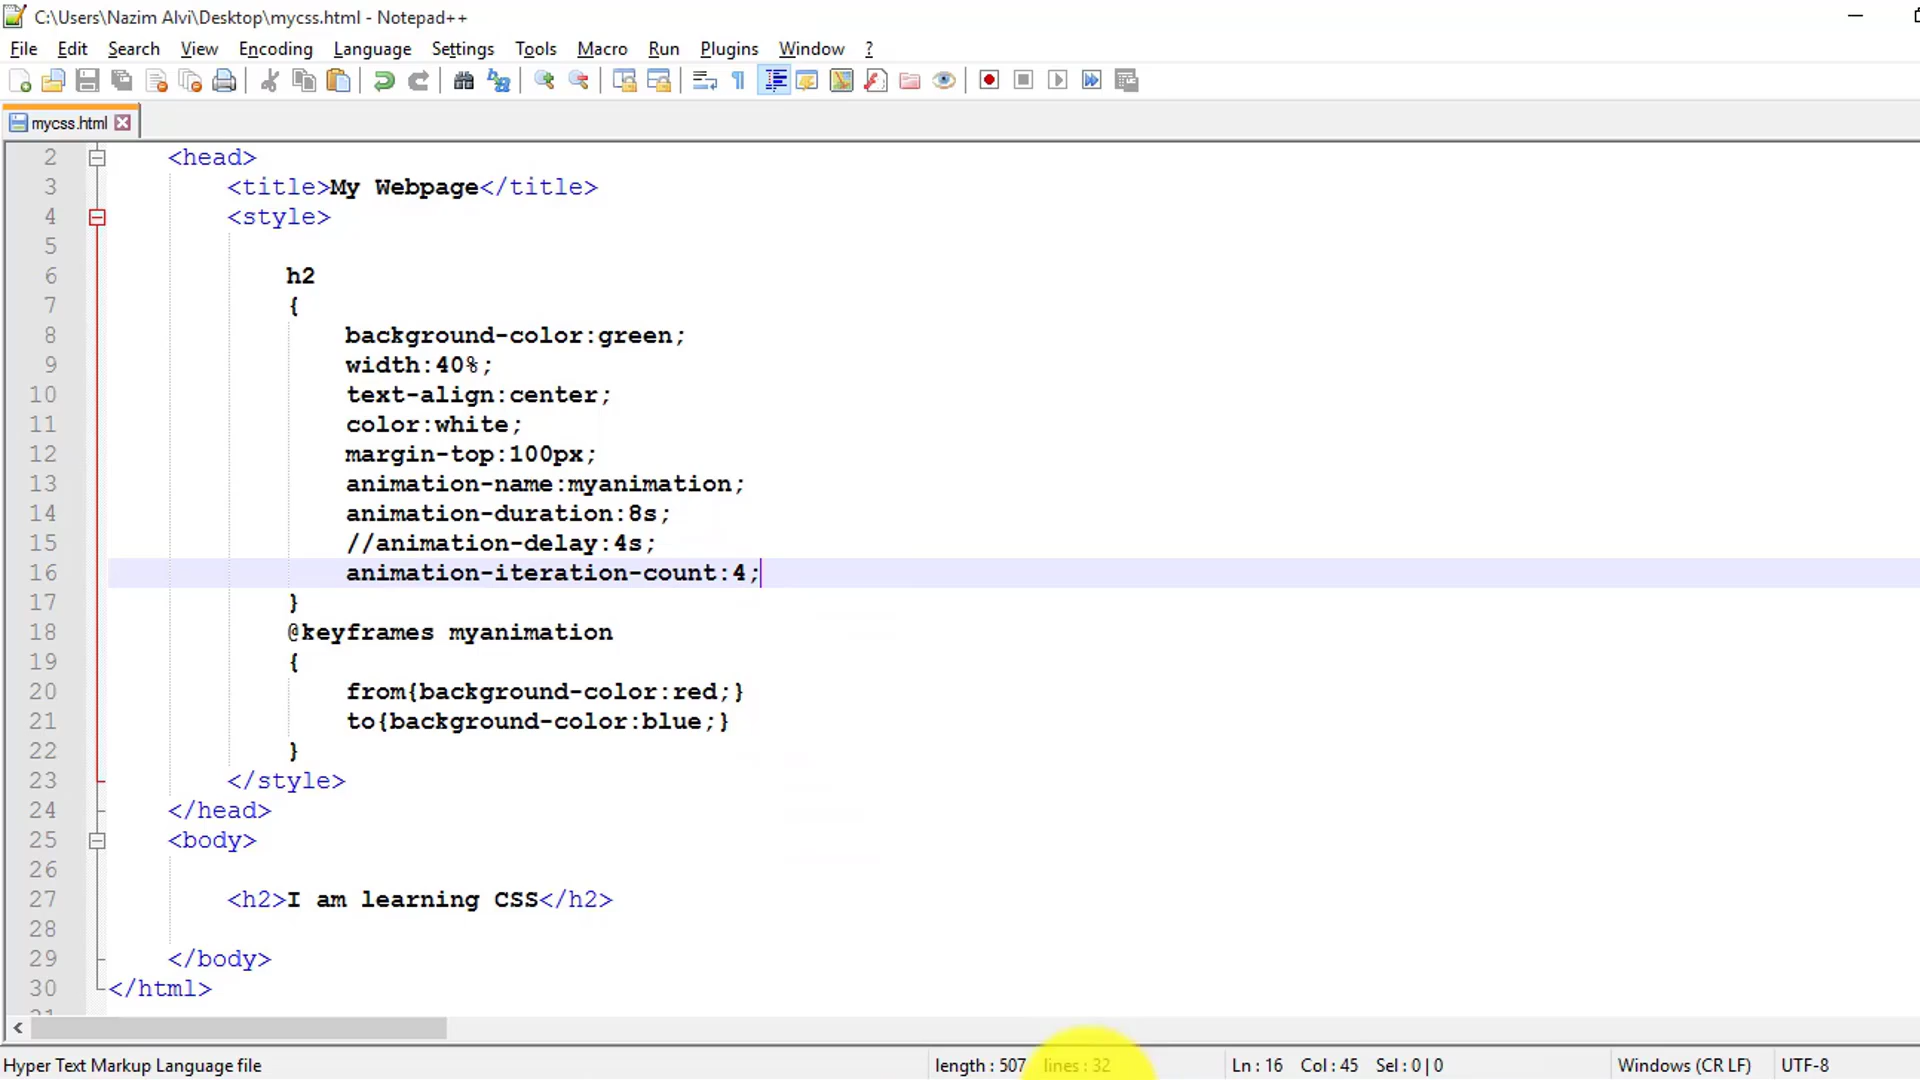 C:\Users\Nazim Alvi\Desktop\mycss.html - Notepad++
File Edit Search View Encoding Language Settings Tools Macro Run Plugins Window ?
mycss.html
2 <head>
3 <title>My Webpage</title>
4 <style>
5
6 h2
7 {
8 background-color:green;
9 width:40%;
10 text-align:center;
11 color:white;
12 margin-top:100px;
13 animation-name:myanimation;
14 animation-duration:8s;
15 //animation-delay:4s;
16 animation-iteration-count:4;
17 }
18 @keyframes myanimation
19 {
20 from{background-color:red;}
21 to{background-color:blue;}
22 }
23 </style>
24 </head>
25 <body>
26
27 <h2>I am learning CSS</h2>
28
29 </body>
30 </html>
31
Hyper Text Markup Language file length : 507 lines : 32 Ln : 16 Col : 45 Sel : 0 | 0 Windows (CR LF) UTF-8